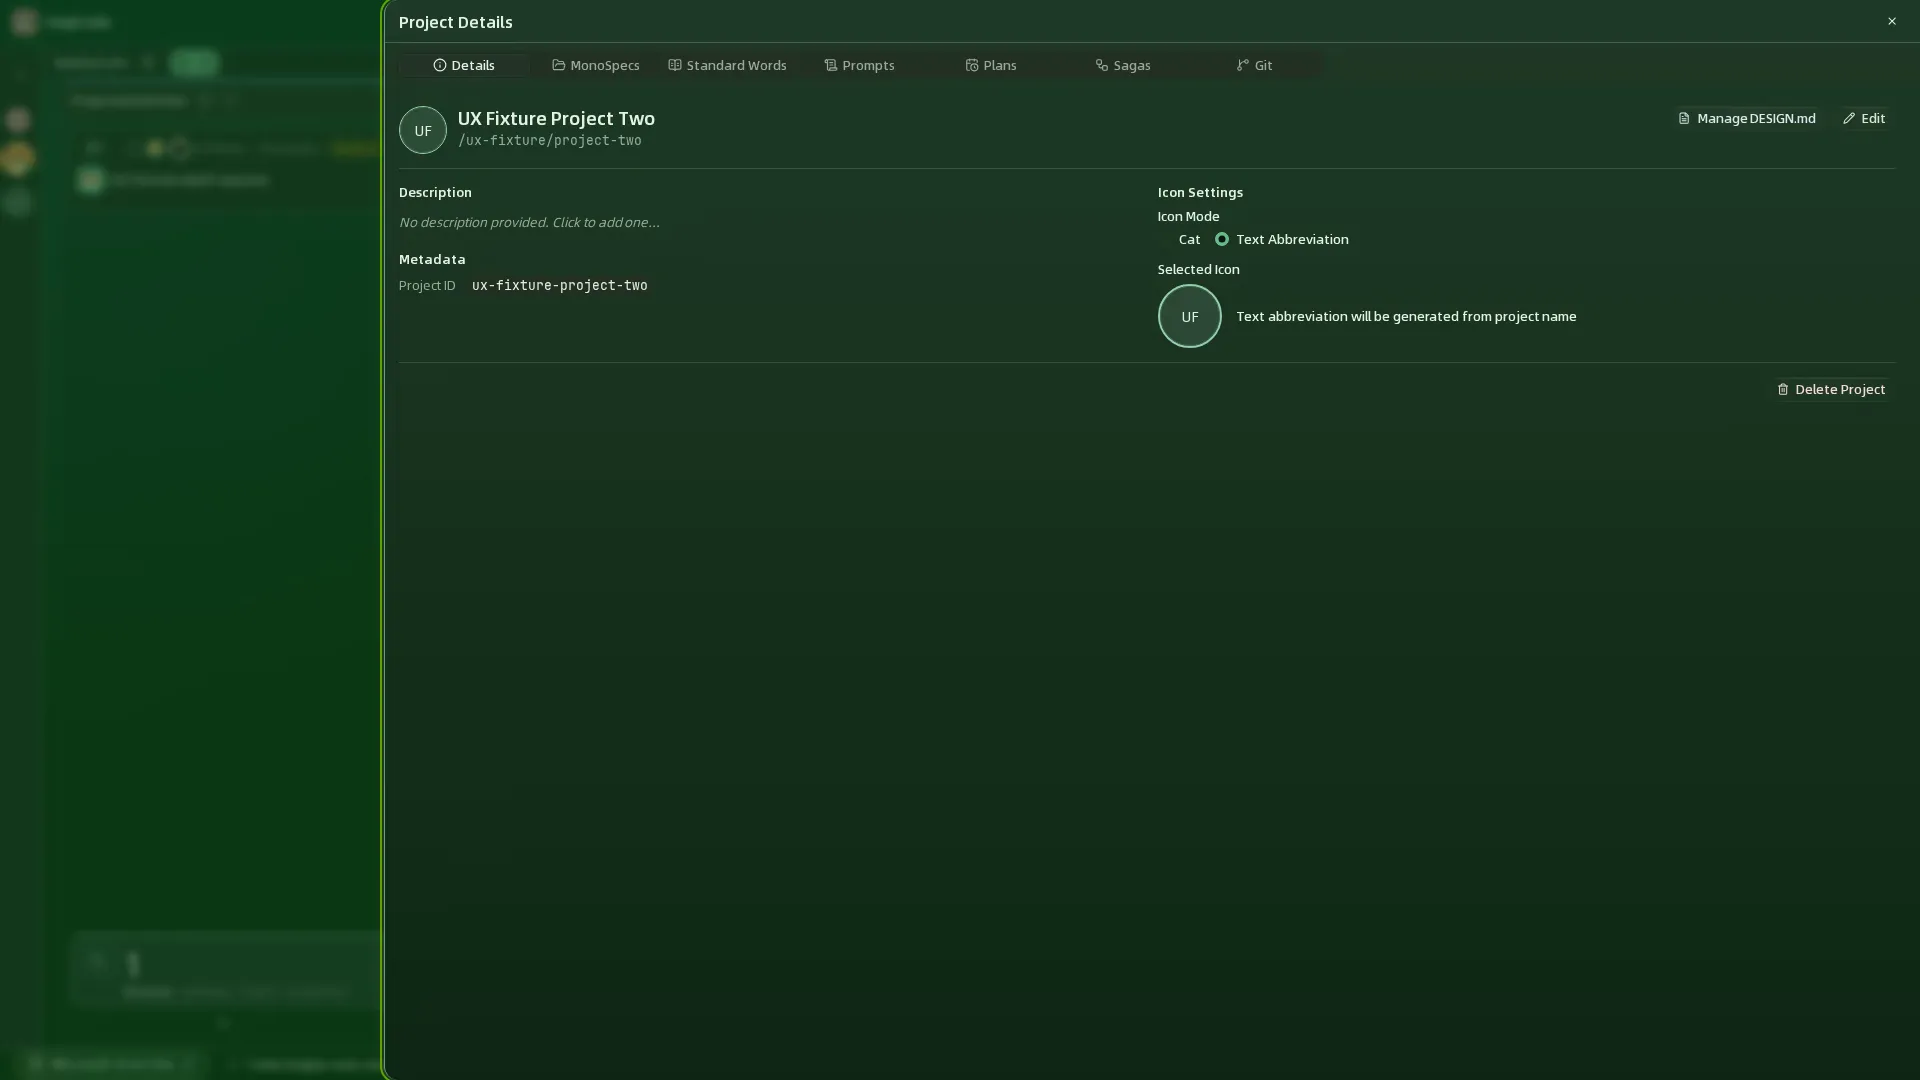 Project Details
Details
MonoSpecs
Standard Words
Prompts
Plans
Sagas
Git
UF
UX Fixture Project Two
/ux-fixture/project-two
Manage DESIGN.md
Edit
Description
No description provided. Click to add one...
Metadata
Project ID ux-fixture-project-two
Icon Settings
Icon Mode
Cat
Text Abbreviation
Selected Icon
UF
Text abbreviation will be generated from project name
Delete Project